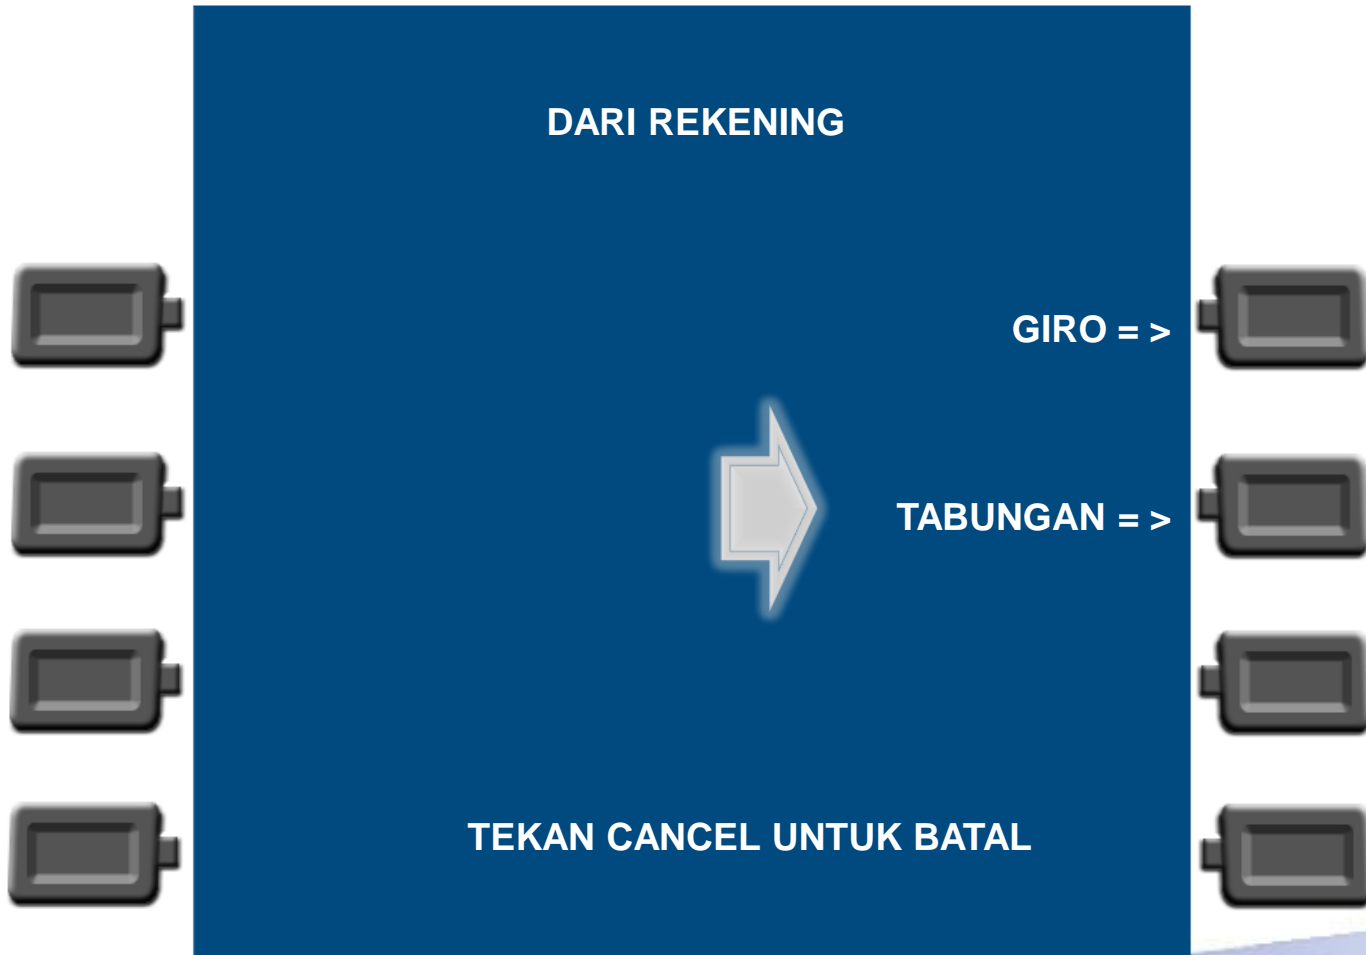 DARI REKENING
GIRO = >
TABUNGAN = >
TEKAN CANCEL UNTUK BATAL